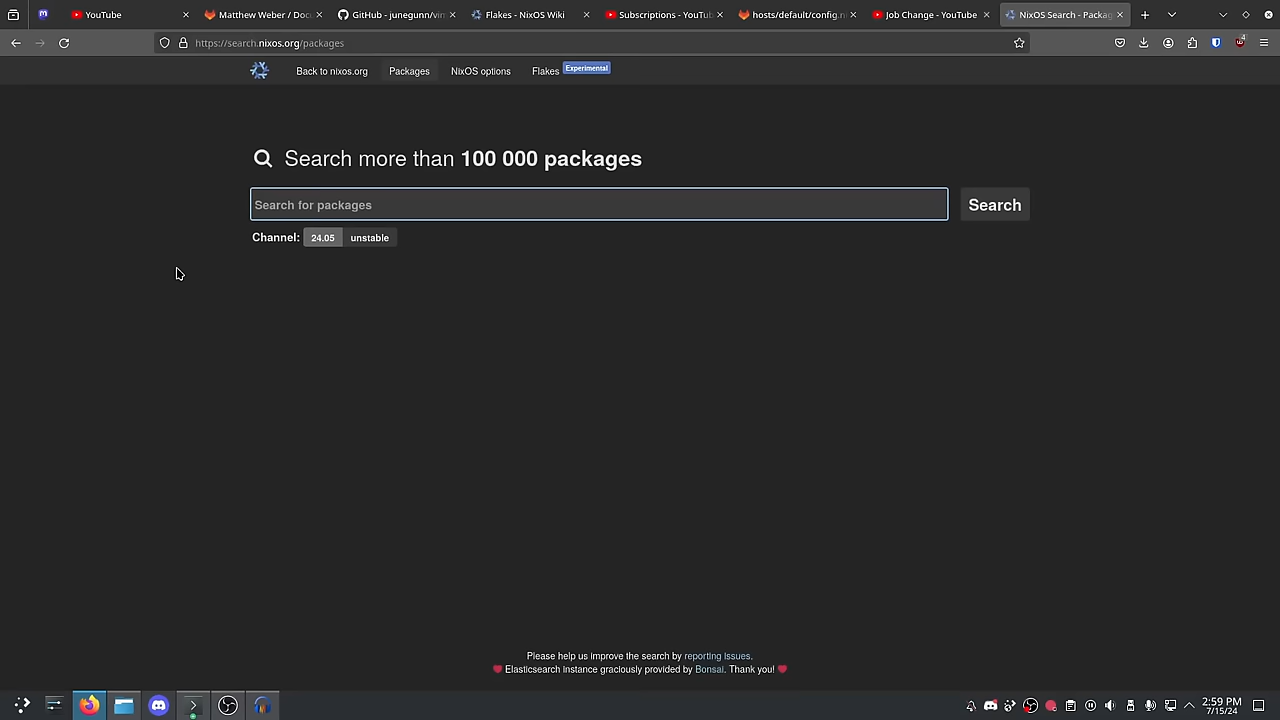 YouTube
Matthew Weber / Doc
GitHub - junegunn/vim
Flakes - NixOS Wiki
Subscriptions - YouTub
hosts/default/config.n
Job Change - YouTube
NixOS Search - Packag
https://search.nixos.org/packages
4
Back to nixos.org
Packages
NixOS options
Flakes
Experimental
Search more than 100 000 packages
Search for packages
Search
Channel:
24.05
unstable
Please help us improve the search by reporting issues.
Elasticsearch instance graciously provided by Bonsai. Thank you!
2:59 PM
7/15/24